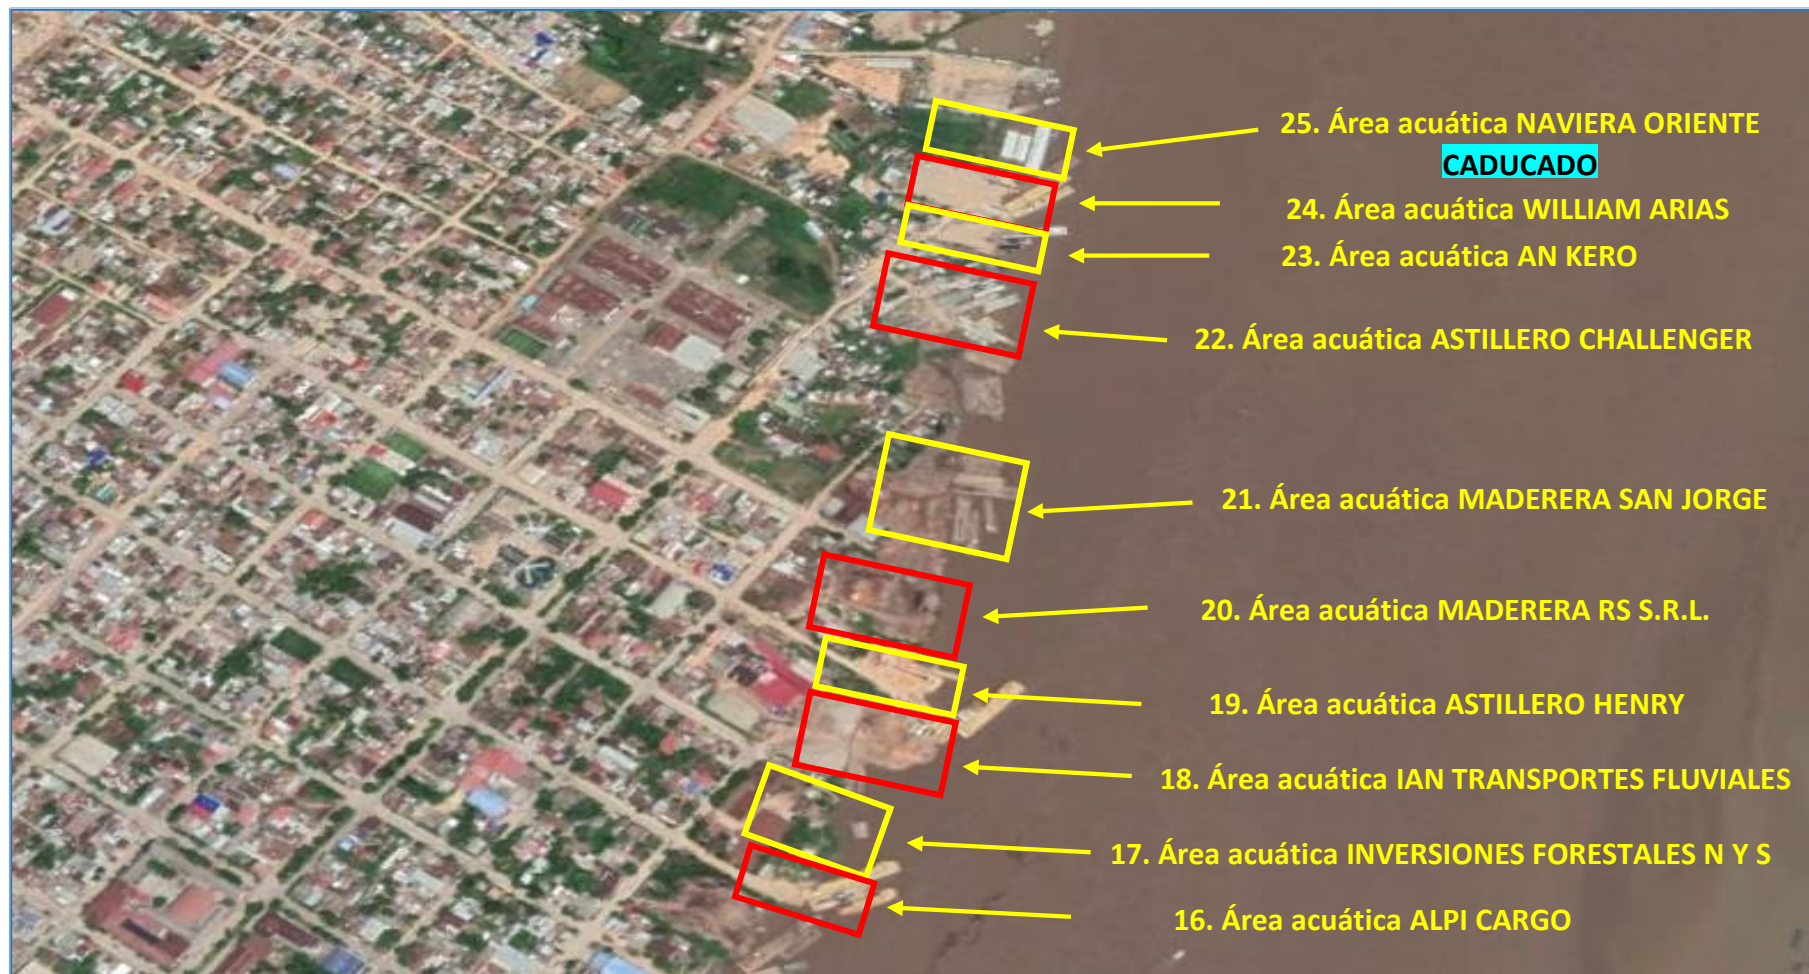 25. Área acuática NAVIERA ORIENTE
CADUCADO
24. Área acuática WILLIAM ARIAS
23. Área acuática AN KERO
22. Área acuática ASTILLERO CHALLENGER
21. Área acuática MADERERA SAN JORGE
20. Área acuática MADERERA RS S.R.L.
19. Área acuática ASTILLERO HENRY
18. Área acuática IAN TRANSPORTES FLUVIALES
17. Área acuática INVERSIONES FORESTALES N Y S
16. Área acuática ALPI CARGO